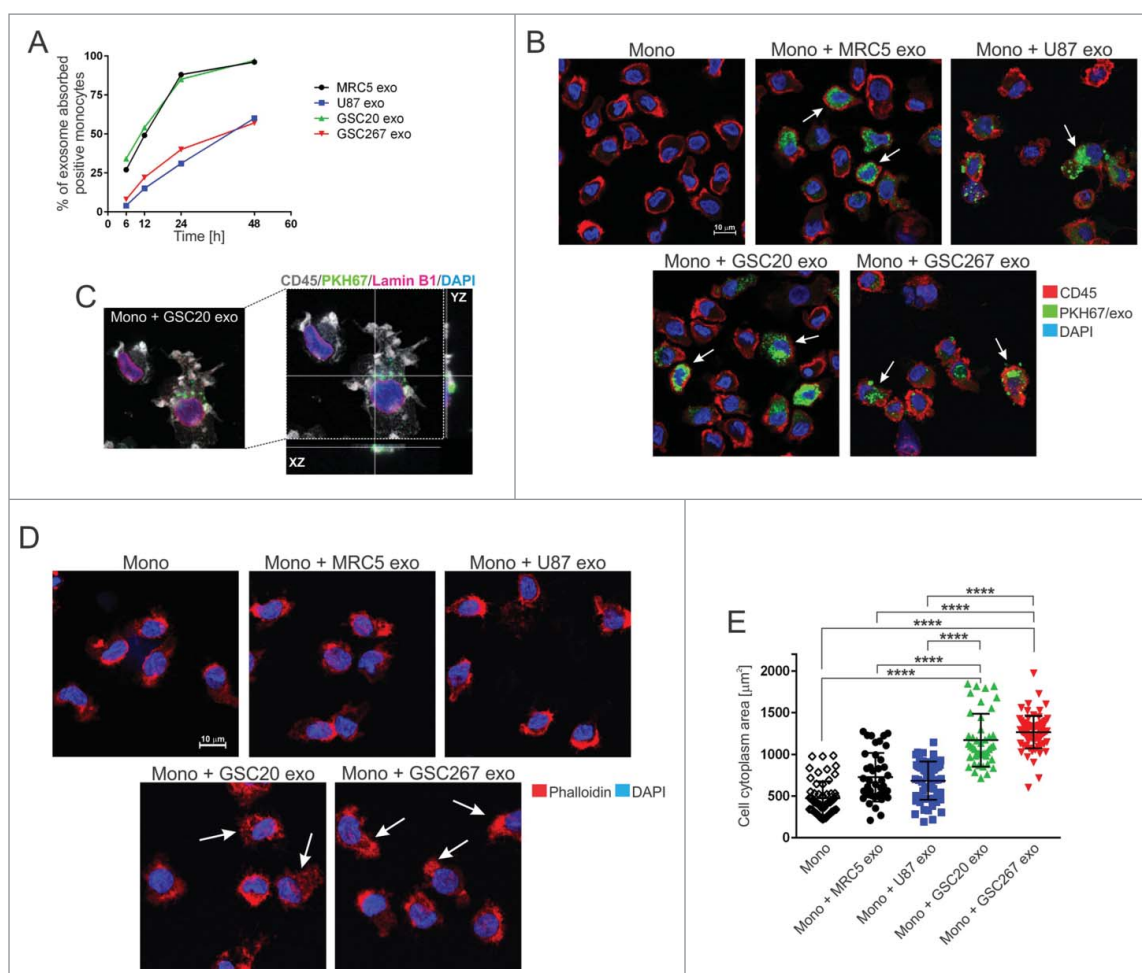 A
% of exosome absorbed
positive monocytes
100
75
50
25
0
0 6 12 24 48 60
Time [h]
MRC5 exo
U87 exo
GSC20 exo
GSC267 exo
B
Mono
Mono + MRC5 exo
Mono + U87 exo
10 µm
Mono + GSC20 exo
Mono + GSC267 exo
CD45
PKH67/exo
DAPI
C
CD45/PKH67/Lamin B1/DAPI
Mono + GSC20 exo
YZ
XZ
D
Mono
Mono + MRC5 exo
Mono + U87 exo
10 µm
Mono + GSC20 exo
Mono + GSC267 exo
Phalloidin
DAPI
E
****
****
****
****
****
****
Cell cytoplasm area [µm²]
2000
1500
1000
500
0
Mono
Mono + MRC5 exo
Mono + U87 exo
Mono + GSC20 exo
Mono + GSC267 exo